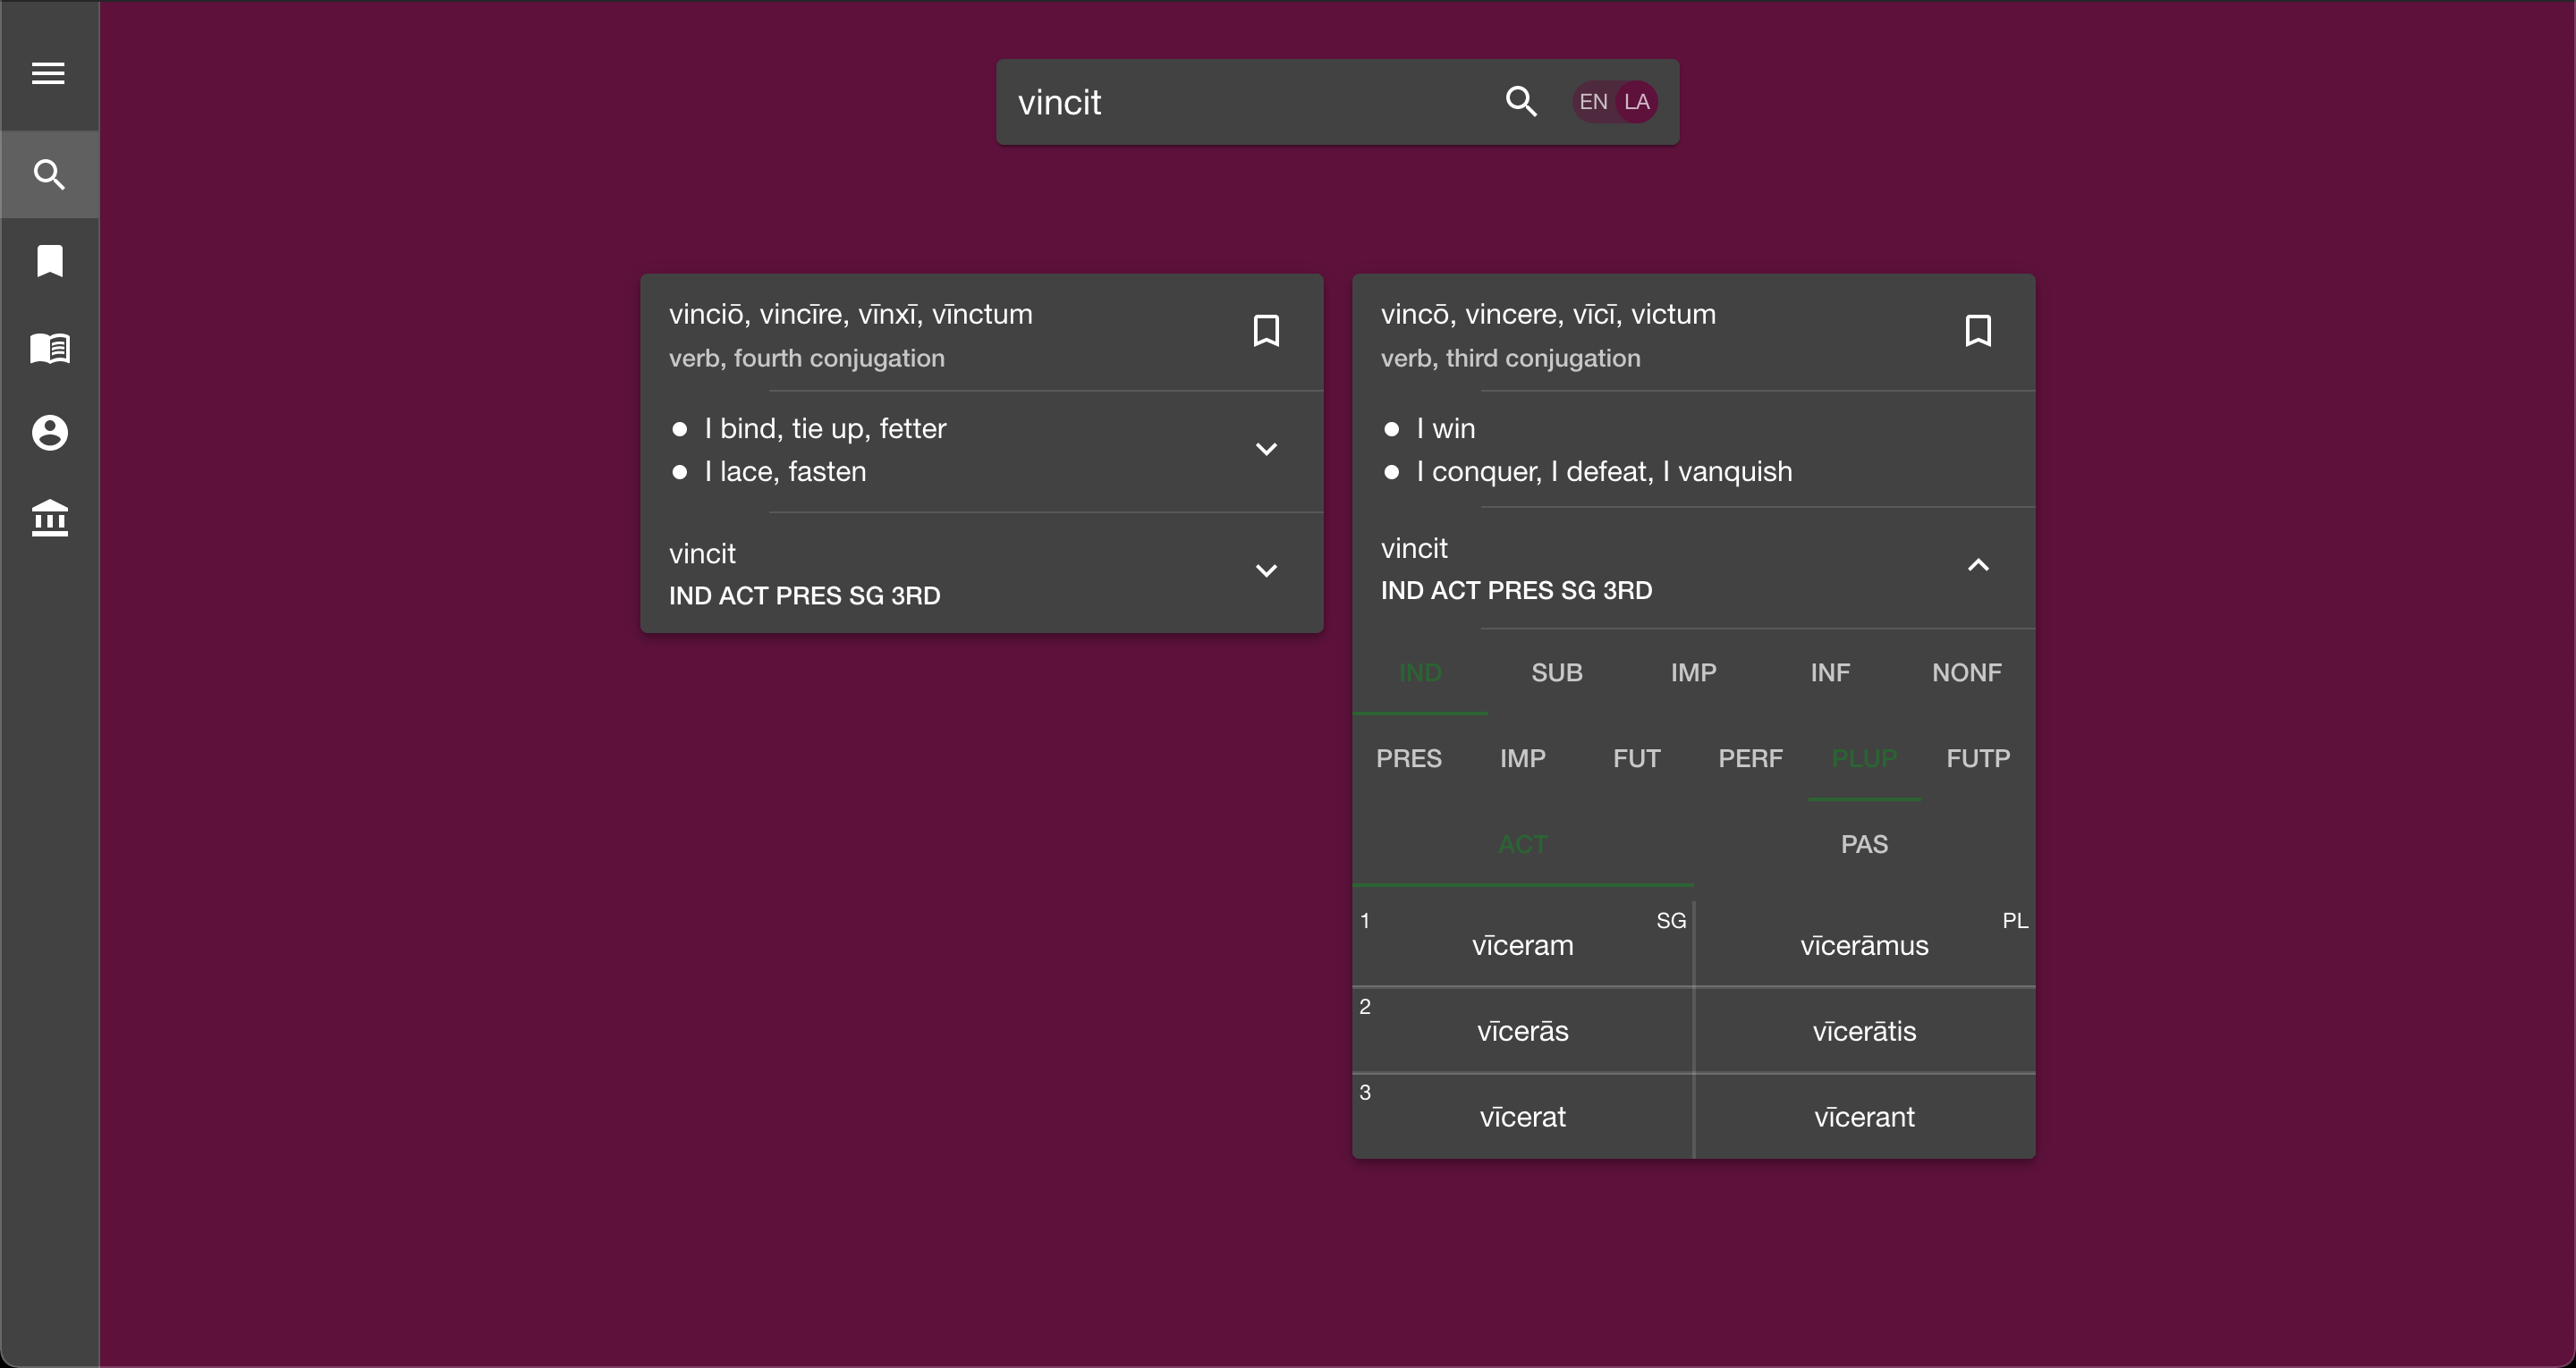 vincit
EN LA
vinciō, vincīre, vīnxī, vīnctum
verb, fourth conjugation
I bind, tie up, fetter
I lace, fasten
vincit
IND ACT PRES SG 3RD
vincō, vincere, vīcī, victum
verb, third conjugation
I win
I conquer, I defeat, I vanquish
vincit
IND ACT PRES SG 3RD
IND SUB IMP INF NONF
PRES IMP FUT PERF PLUP FUTP
ACT PAS
1 vīceram SG vīcerāmus PL
2 vīcerās vīcerātis
3 vīcerat vīcerant